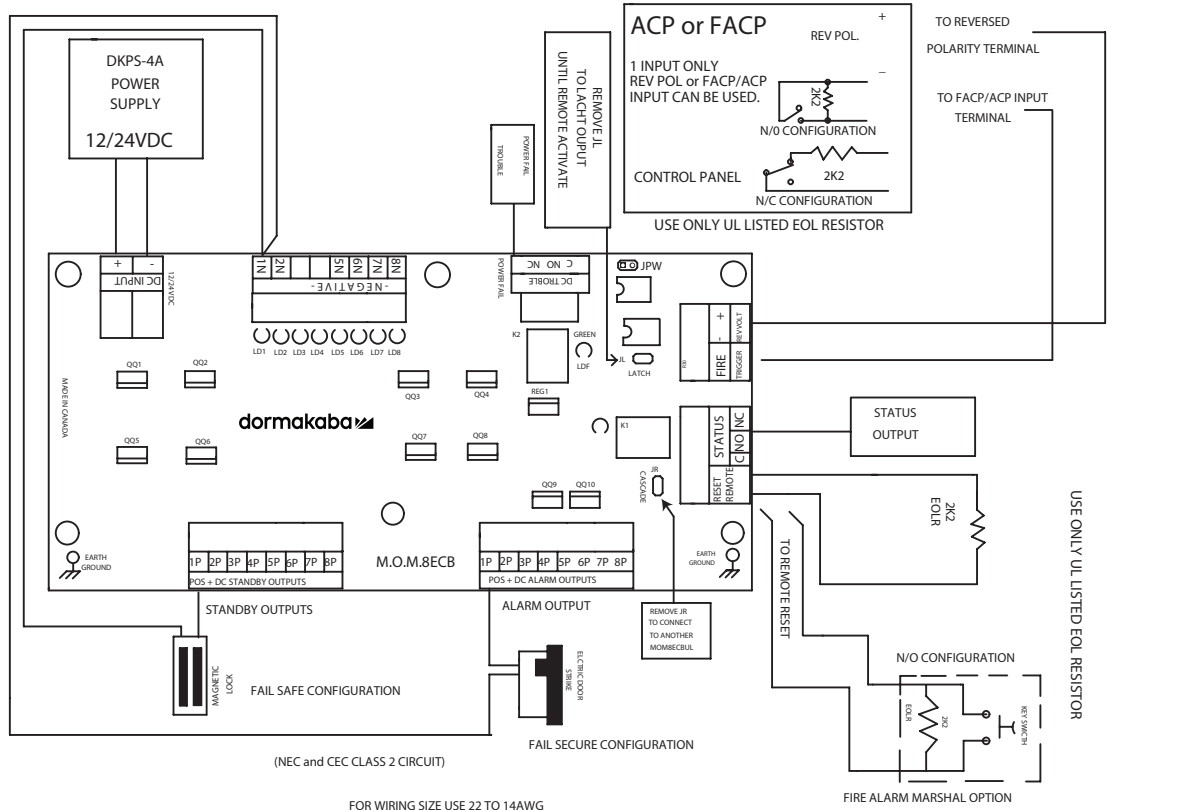 DKPS-4A
POWER
SUPPLY
12/24VDC
POWER FAIL
TROUBLE
REMOVE JL
TO LACHT OUPUT
UNTIL REMOTE ACTIVATE
ACP or FACP
REV POL.
+
–
1 INPUT ONLY
REV POL or FACP/ACP
INPUT CAN BE USED.
2K2
N/0 CONFIGURATION
CONTROL PANEL
2K2
N/C CONFIGURATION
USE ONLY UL LISTED EOL RESISTOR
TO REVERSED
POLARITY TERMINAL
TO FACP/ACP INPUT
TERMINAL
+ -
DC INPUT
12/24VDC
1N 2N 5N 6N 7N 8N
-NEGATIVE-
LD1 LD2 LD3 LD4 LD5 LD6 LD7 LD8
POWER FAIL
C NO NC
DC TROBLE
JPW
K2
GREEN
LDF
JL
LATCH
REG1
+ REV VOLT
-
FIRE TRIGGER
MADE IN CANADA
QQ1
QQ2
QQ3
QQ4
QQ5
QQ6
QQ7
QQ8
QQ9 QQ10
dormakaba
K1
JR
CASCADE
STATUS
C NO NC
RESET
REMOTE
STATUS
OUTPUT
2K2
EOLR
USE ONLY UL LISTED EOL RESISTOR
EARTH
GROUND
1P 2P 3P 4P 5P 6P 7P 8P
POS + DC STANDBY OUTPUTS
M.O.M.8ECB
1P 2P 3P 4P 5P 6P 7P 8P
POS + DC ALARM OUTPUTS
EARTH
GROUND
STANDBY OUTPUTS
ALARM OUTPUT
REMOVE JR
TO CONNECT
TO ANOTHER
MOM8ECBUL
TO REMOTE RESET
MAGNETIC
LOCK
FAIL SAFE CONFIGURATION
ELCTRIC DOOR
STRIKE
FAIL SECURE CONFIGURATION
N/O CONFIGURATION
EOLR
2K2
KEY SWICTH
FIRE ALARM MARSHAL OPTION
(NEC and CEC CLASS 2 CIRCUIT)
FOR WIRING SIZE USE 22 TO 14AWG